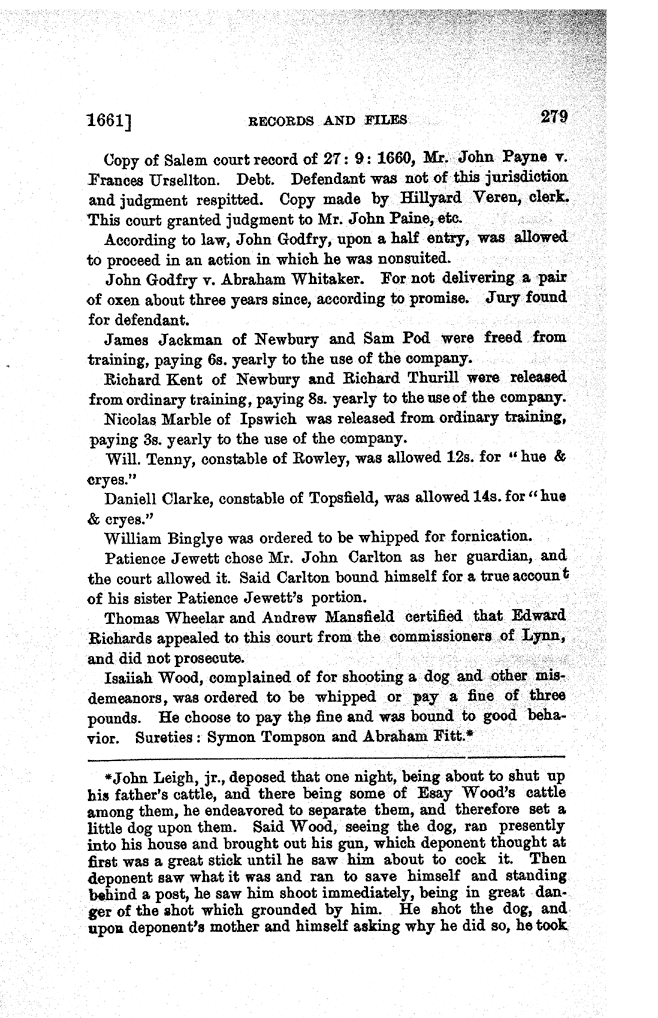 1661] RECORDS AND FILES 279
Copy of Salem court record of 27: 9: 1660, Mr. John Payne v.
Frances Ursellton. Debt. Defendant was not of this jurisdiction
and judgment respitted. Copy made by Hillyard Veren, clerk.
This court granted judgment to Mr. John Paine, etc.
According to law, John Godfry, upon a half entry, was allowed
to proceed in an action in which he was nonsuited.
John Godfry v. Abraham Whitaker. For not delivering a pair
of oxen about three years since, according to promise. Jury found
for defendant.
James Jackman of Newbury and Sam Pod were freed from
training, paying 6s. yearly to the use of the company.
Richard Kent of Newbury and Richard Thurill were released
from ordinary training, paying 8s. yearly to the use of the company.
Nicolas Marble of Ipswich was released from ordinary training,
paying 3s. yearly to the use of the company.
Will. Tenny, constable of Rowley, was allowed 12s. for "hue &
cryes."
Daniell Clarke, constable of Topsfield, was allowed 14s. for "hue
& cryes."
William Binglye was ordered to be whipped for fornication.
Patience Jewett chose Mr. John Carlton as her guardian, and
the court allowed it. Said Carlton bound himself for a true account
of his sister Patience Jewett's portion.
Thomas Wheelar and Andrew Mansfield certified that Edward
Richards appealed to this court from the commissioners of Lynn,
and did not prosecute.
Isaiiah Wood, complained of for shooting a dog and other mis-
demeanors, was ordered to be whipped or pay a fine of three
pounds. He choose to pay the fine and was bound to good beha-
vior. Sureties: Symon Tompson and Abraham Fitt.*
*John Leigh, jr., deposed that one night, being about to shut up
his father's cattle, and there being some of Esay Wood's cattle
among them, he endeavored to separate them, and therefore set a
little dog upon them. Said Wood, seeing the dog, ran presently
into his house and brought out his gun, which deponent thought at
first was a great stick until he saw him about to cock it. Then
deponent saw what it was and ran to save himself and standing
behind a post, he saw him shoot immediately, being in great dan-
ger of the shot which grounded by him. He shot the dog, and
upon deponent's mother and himself asking why he did so, he took